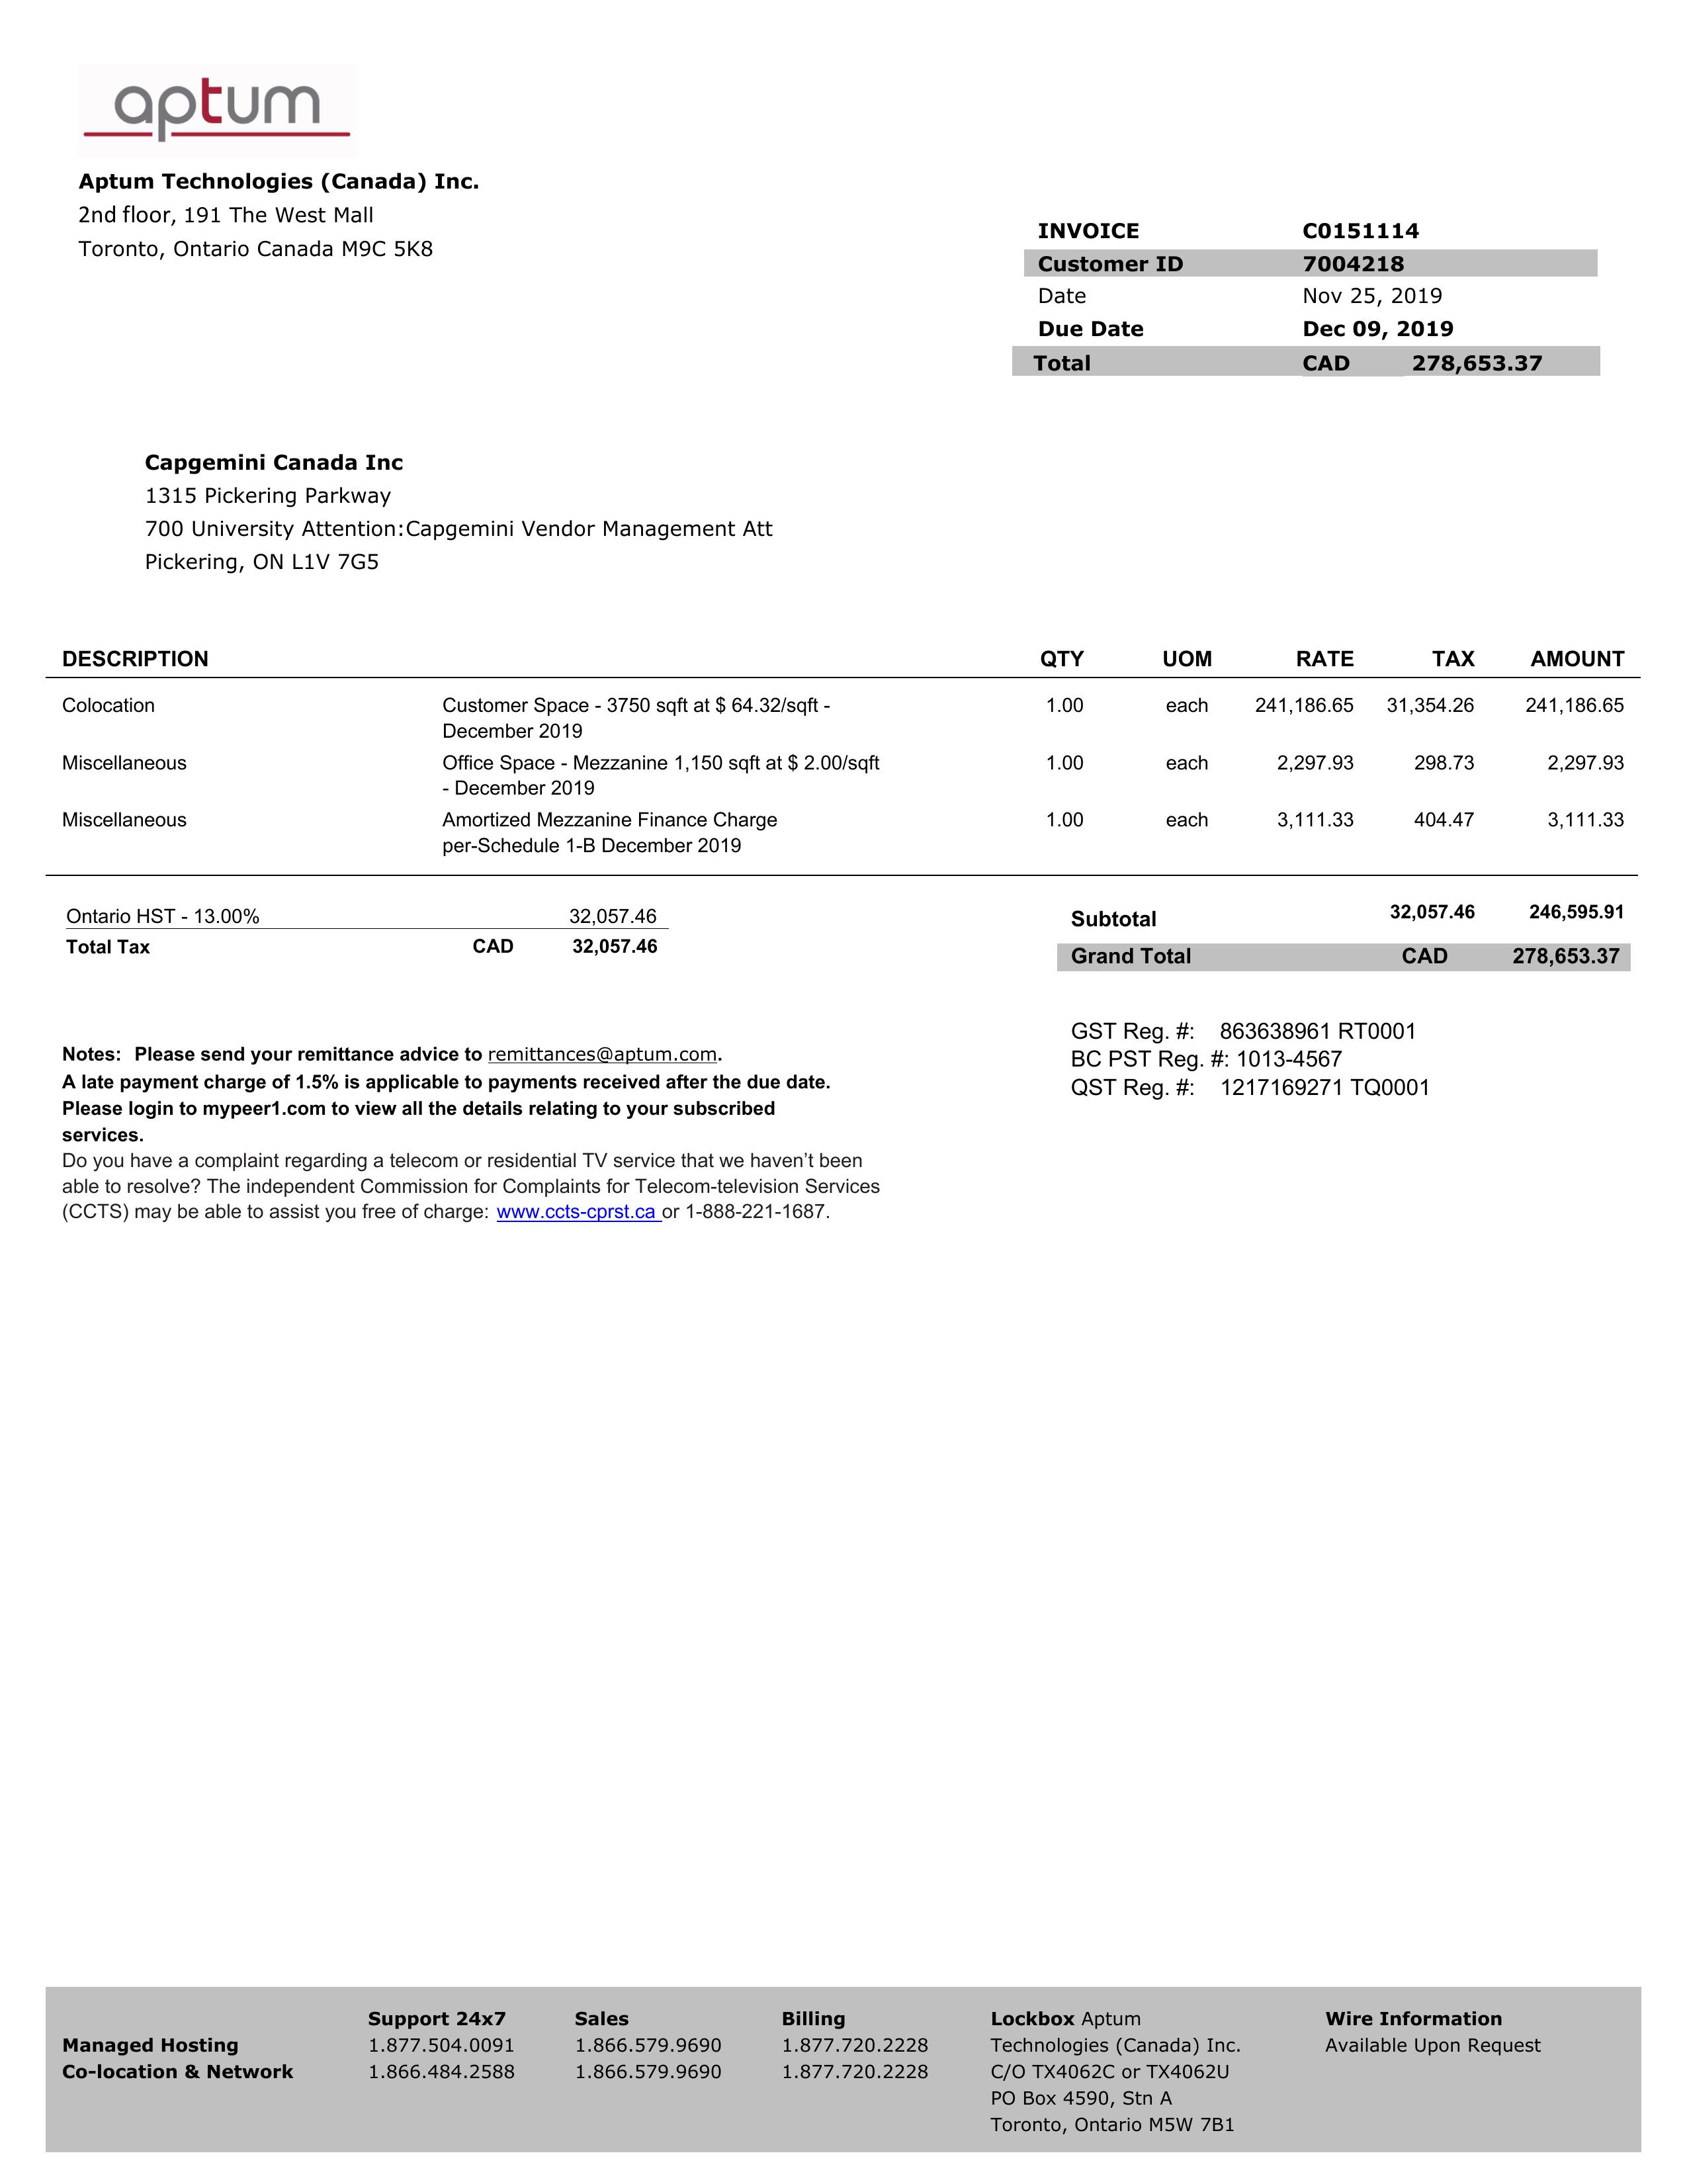 aptum
Aptum Technologies (Canada) Inc.
2nd floor, 191 The West Mall
Toronto, Ontario Canada M9C 5K8
INVOICE C0151114
Customer ID 7004218
Date Nov 25, 2019
Due Date Dec 09, 2019
Total CAD 278,653.37
Capgemini Canada Inc
1315 Pickering Parkway
700 University Attention:Capgemini Vendor Management Att
Pickering, ON L1V 7G5
DESCRIPTION QTY UOM RATE TAX AMOUNT
Colocation Customer Space - 3750 sqft at $ 64.32/sqft - 1.00 each 241,186.65 31,354.26 241,186.65
December 2019
Miscellaneous Office Space - Mezzanine 1,150 sqft at $ 2.00/sqft 1.00 each 2,297.93 298.73 2,297.93
- December 2019
Miscellaneous Amortized Mezzanine Finance Charge 1.00 each 3,111.33 404.47 3,111.33
per-Schedule 1-B December 2019
Ontario HST - 13.00% 32,057.46
Total Tax CAD 32,057.46
Subtotal 32,057.46 246,595.91
Grand Total CAD 278,653.37
GST Reg. #: 863638961 RT0001
BC PST Reg. #: 1013-4567
QST Reg. #: 1217169271 TQ0001
Notes: Please send your remittance advice to remittances@aptum.com.
A late payment charge of 1.5% is applicable to payments received after the due date.
Please login to mypeer1.com to view all the details relating to your subscribed
services.
Do you have a complaint regarding a telecom or residential TV service that we haven’t been
able to resolve? The independent Commission for Complaints for Telecom-television Services
(CCTS) may be able to assist you free of charge: www.ccts-cprst.ca or 1-888-221-1687.
Support 24x7 Sales Billing Lockbox Aptum Wire Information
Managed Hosting 1.877.504.0091 1.866.579.9690 1.877.720.2228 Technologies (Canada) Inc. Available Upon Request
Co-location & Network 1.866.484.2588 1.866.579.9690 1.877.720.2228 C/O TX4062C or TX4062U
PO Box 4590, Stn A
Toronto, Ontario M5W 7B1